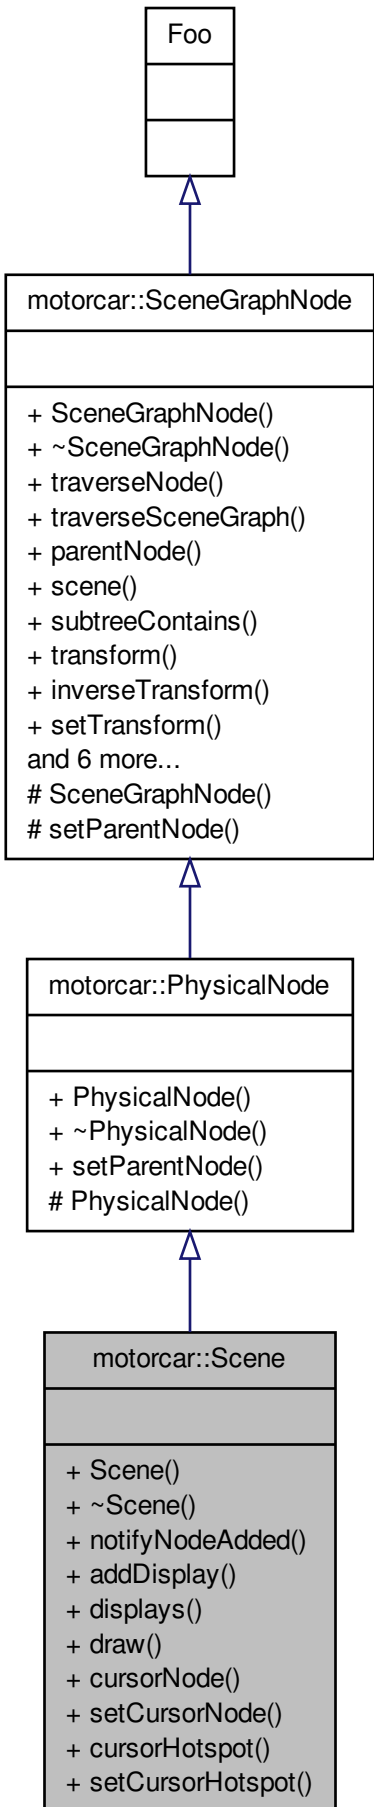 Foo
motorcar::SceneGraphNode
+ SceneGraphNode()
+ ~SceneGraphNode()
+ traverseNode()
+ traverseSceneGraph()
+ parentNode()
+ scene()
+ subtreeContains()
+ transform()
+ inverseTransform()
+ setTransform()
and 6 more...
# SceneGraphNode()
# setParentNode()
motorcar::PhysicalNode
+ PhysicalNode()
+ ~PhysicalNode()
+ setParentNode()
# PhysicalNode()
motorcar::Scene
+ Scene()
+ ~Scene()
+ notifyNodeAdded()
+ addDisplay()
+ displays()
+ draw()
+ cursorNode()
+ setCursorNode()
+ cursorHotspot()
+ setCursorHotspot()